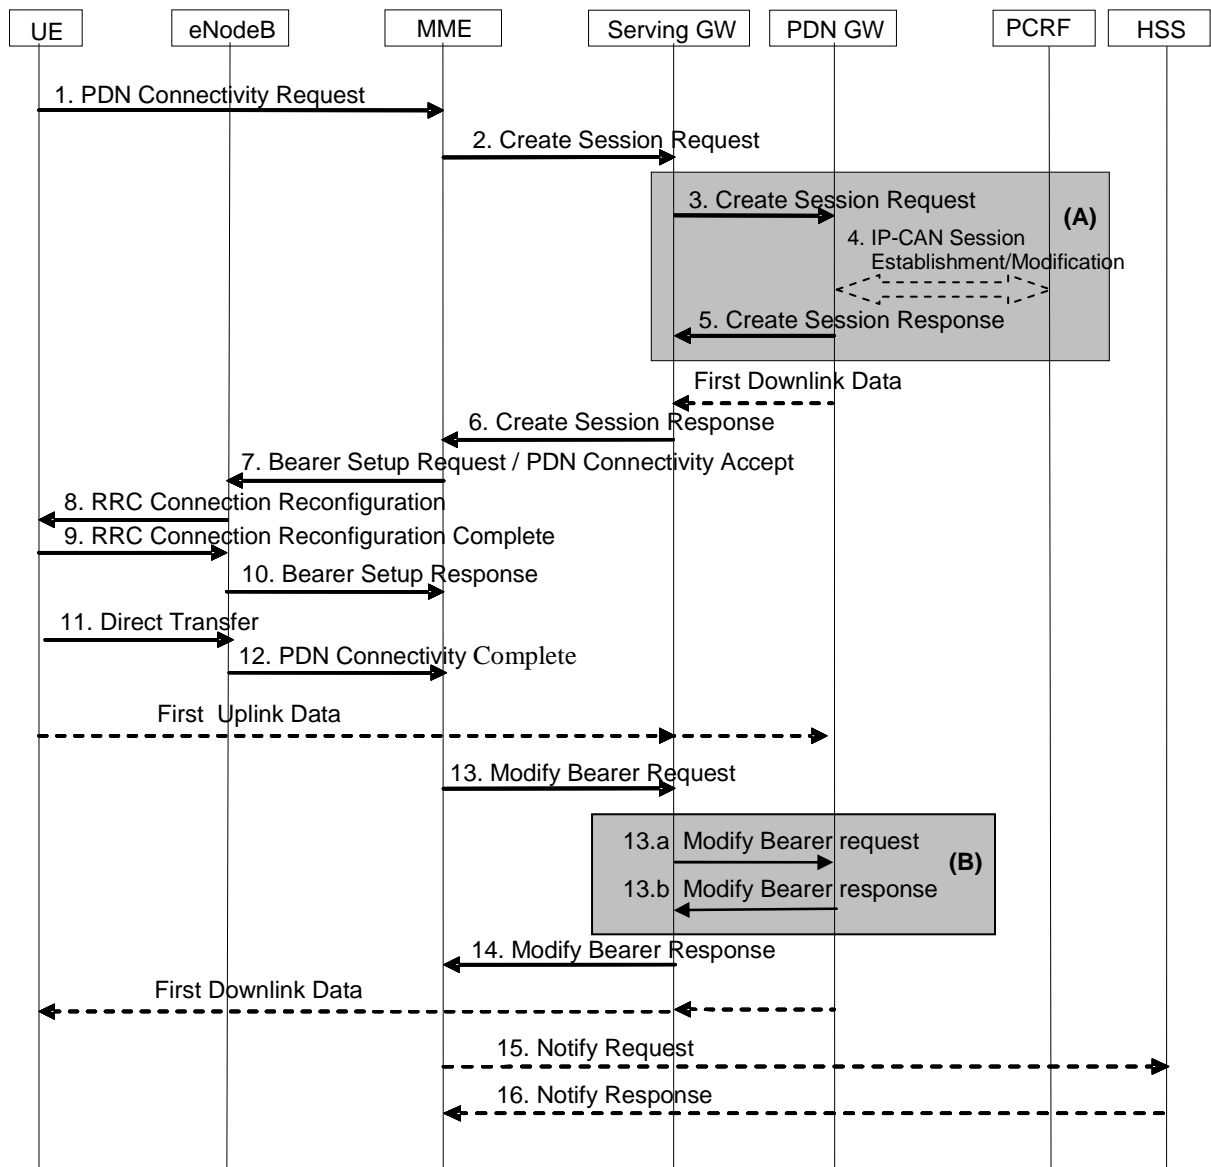 UE
eNodeB
MME
Serving GW
PDN GW
PCRF
HSS
1. PDN Connectivity Request
2. Create Session Request
3. Create Session Request
(A)
4. IP-CAN Session
Establishment/Modification
5. Create Session Response
First Downlink Data
6. Create Session Response
7. Bearer Setup Request / PDN Connectivity Accept
8. RRC Connection Reconfiguration
9. RRC Connection Reconfiguration Complete
10. Bearer Setup Response
11. Direct Transfer
12. PDN Connectivity Complete
First Uplink Data
13. Modify Bearer Request
13.a Modify Bearer request
(B)
13.b Modify Bearer response
14. Modify Bearer Response
First Downlink Data
15. Notify Request
16. Notify Response